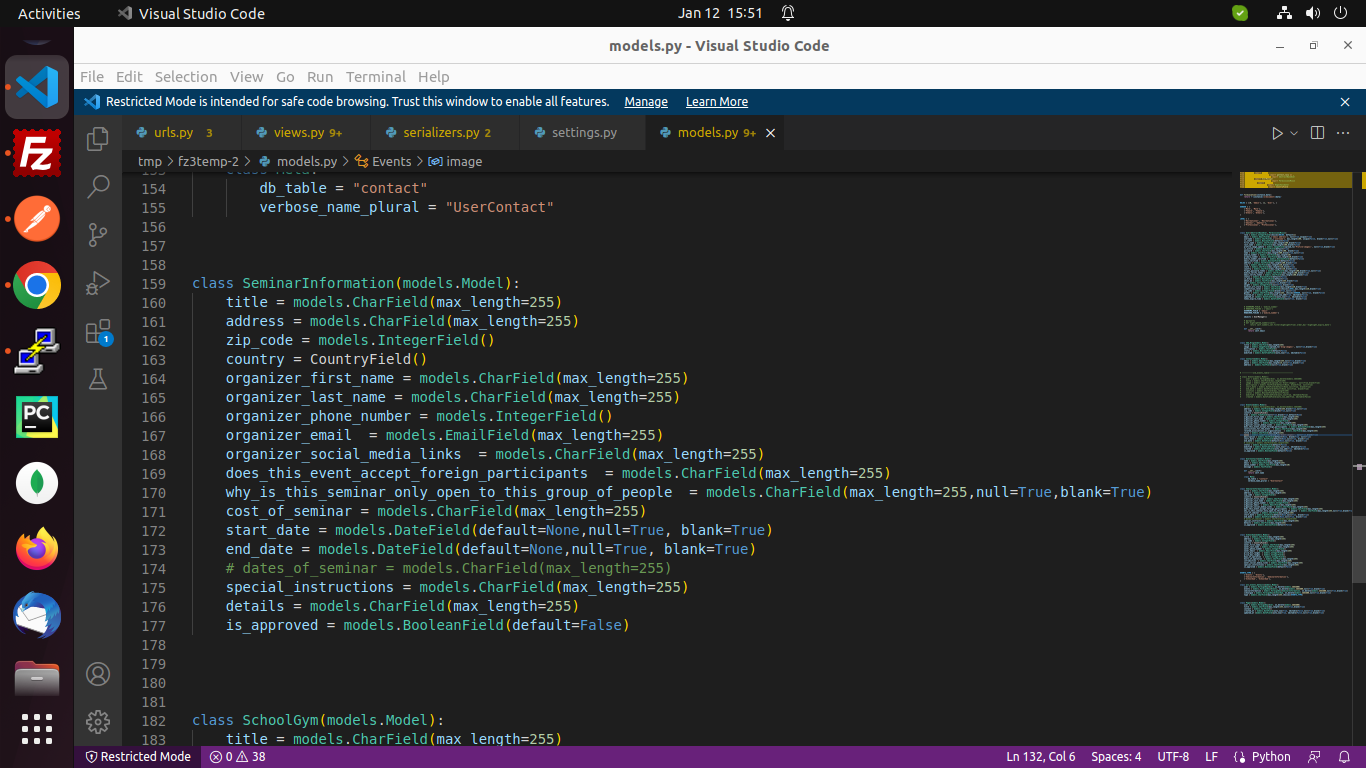 Activities Visual Studio Code Jan 12 15:51
models.py - Visual Studio Code
File Edit Selection View Go Run Terminal Help
Restricted Mode is intended for safe code browsing. Trust this window to enable all features. Manage Learn More
urls.py 3 views.py 9+ serializers.py 2 settings.py models.py 9+
tmp > fz3temp-2 > models.py > Events > image
154 db_table = "contact"
155 verbose_name_plural = "UserContact"
156
157
158
159 class SeminarInformation(models.Model):
160 title = models.CharField(max_length=255)
161 address = models.CharField(max_length=255)
162 zip_code = models.IntegerField()
163 country = CountryField()
164 organizer_first_name = models.CharField(max_length=255)
165 organizer_last_name = models.CharField(max_length=255)
166 organizer_phone_number = models.IntegerField()
167 organizer_email  = models.EmailField(max_length=255)
168 organizer_social_media_links  = models.CharField(max_length=255)
169 does_this_event_accept_foreign_participants  = models.CharField(max_length=255)
170 why_is_this_seminar_only_open_to_this_group_of_people  = models.CharField(max_length=255,null=True,blank=True)
171 cost_of_seminar = models.CharField(max_length=255)
172 start_date = models.DateField(default=None,null=True, blank=True)
173 end_date = models.DateField(default=None,null=True, blank=True)
174 # dates_of_seminar = models.CharField(max_length=255)
175 special_instructions = models.CharField(max_length=255)
176 details = models.CharField(max_length=255)
177 is_approved = models.BooleanField(default=False)
178
179
180
181
182 class SchoolGym(models.Model):
183 title = models.CharField(max_length=255)
Restricted Mode 0 38 Ln 132, Col 6 Spaces: 4 UTF-8 LF Python
Fz
PC
1